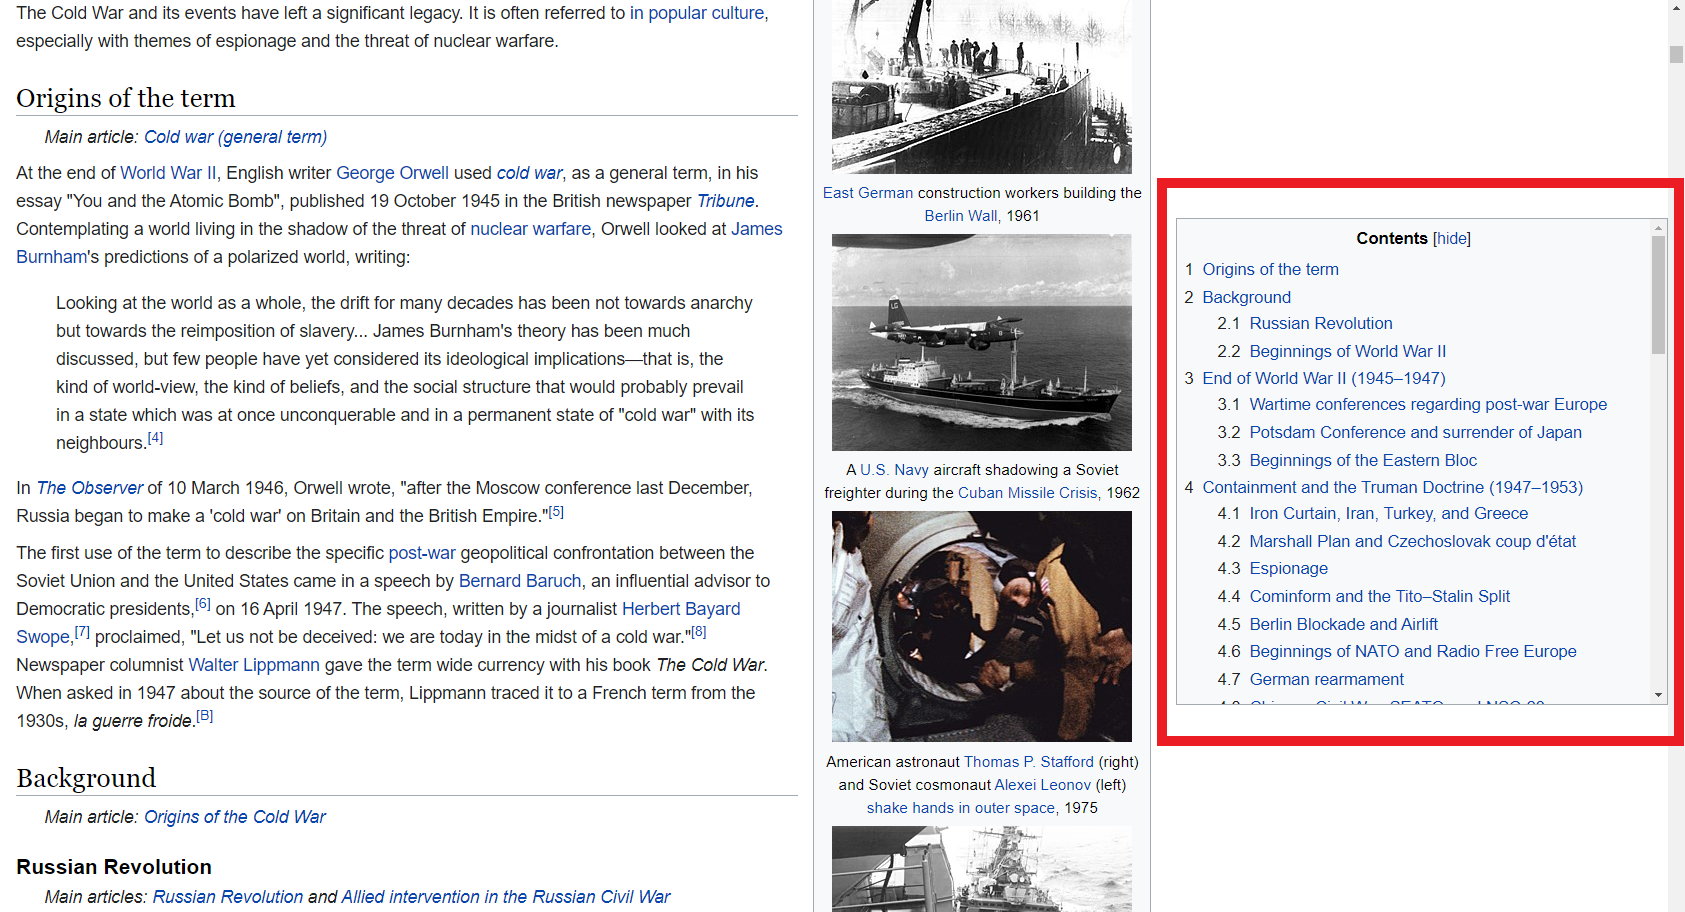 The Cold War and its events have left a significant legacy. It is often referred to in popular culture,
especially with themes of espionage and the threat of nuclear warfare.
Origins of the term
Main article: Cold war (general term)
At the end of World War II, English writer George Orwell used cold war, as a general term, in his
essay "You and the Atomic Bomb", published 19 October 1945 in the British newspaper Tribune.
Contemplating a world living in the shadow of the threat of nuclear warfare, Orwell looked at James
Burnham's predictions of a polarized world, writing:
Looking at the world as a whole, the drift for many decades has been not towards anarchy
but towards the reimposition of slavery... James Burnham's theory has been much
discussed, but few people have yet considered its ideological implications—that is, the
kind of world-view, the kind of beliefs, and the social structure that would probably prevail
in a state which was at once unconquerable and in a permanent state of "cold war" with its
neighbours.[4]
In The Observer of 10 March 1946, Orwell wrote, "after the Moscow conference last December,
Russia began to make a 'cold war' on Britain and the British Empire."[5]
The first use of the term to describe the specific post-war geopolitical confrontation between the
Soviet Union and the United States came in a speech by Bernard Baruch, an influential advisor to
Democratic presidents,[6] on 16 April 1947. The speech, written by a journalist Herbert Bayard
Swope,[7] proclaimed, "Let us not be deceived: we are today in the midst of a cold war."[8]
Newspaper columnist Walter Lippmann gave the term wide currency with his book The Cold War.
When asked in 1947 about the source of the term, Lippmann traced it to a French term from the
1930s, la guerre froide.[B]
Background
Main article: Origins of the Cold War
Russian Revolution
Main articles: Russian Revolution and Allied intervention in the Russian Civil War
East German construction workers building the
Berlin Wall, 1961
A U.S. Navy aircraft shadowing a Soviet
freighter during the Cuban Missile Crisis, 1962
American astronaut Thomas P. Stafford (right)
and Soviet cosmonaut Alexei Leonov (left)
shake hands in outer space, 1975
Contents [hide]
1 Origins of the term
2 Background
2.1 Russian Revolution
2.2 Beginnings of World War II
3 End of World War II (1945–1947)
3.1 Wartime conferences regarding post-war Europe
3.2 Potsdam Conference and surrender of Japan
3.3 Beginnings of the Eastern Bloc
4 Containment and the Truman Doctrine (1947–1953)
4.1 Iron Curtain, Iran, Turkey, and Greece
4.2 Marshall Plan and Czechoslovak coup d'état
4.3 Espionage
4.4 Cominform and the Tito–Stalin Split
4.5 Berlin Blockade and Airlift
4.6 Beginnings of NATO and Radio Free Europe
4.7 German rearmament